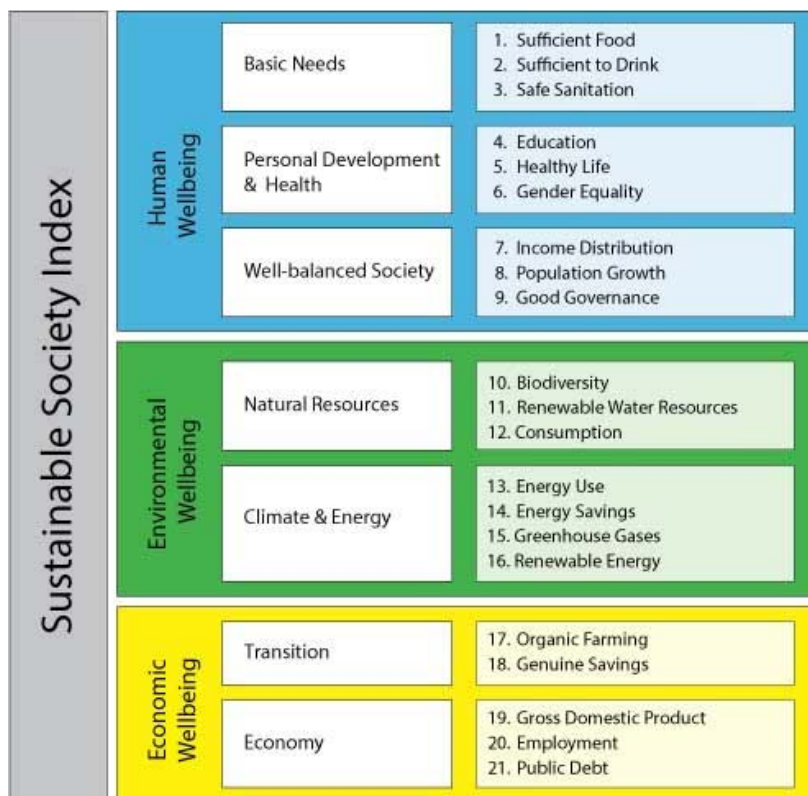 Sustainable Society Index
Human
Wellbeing
Basic Needs
1. Sufficient Food
2. Sufficient to Drink
3. Safe Sanitation
Personal Development
& Health
4. Education
5. Healthy Life
6. Gender Equality
Well-balanced Society
7. Income Distribution
8. Population Growth
9. Good Governance
Environmental
Wellbeing
Natural Resources
10. Biodiversity
11. Renewable Water Resources
12. Consumption
Climate & Energy
13. Energy Use
14. Energy Savings
15. Greenhouse Gases
16. Renewable Energy
Economic
Wellbeing
Transition
17. Organic Farming
18. Genuine Savings
Economy
19. Gross Domestic Product
20. Employment
21. Public Debt